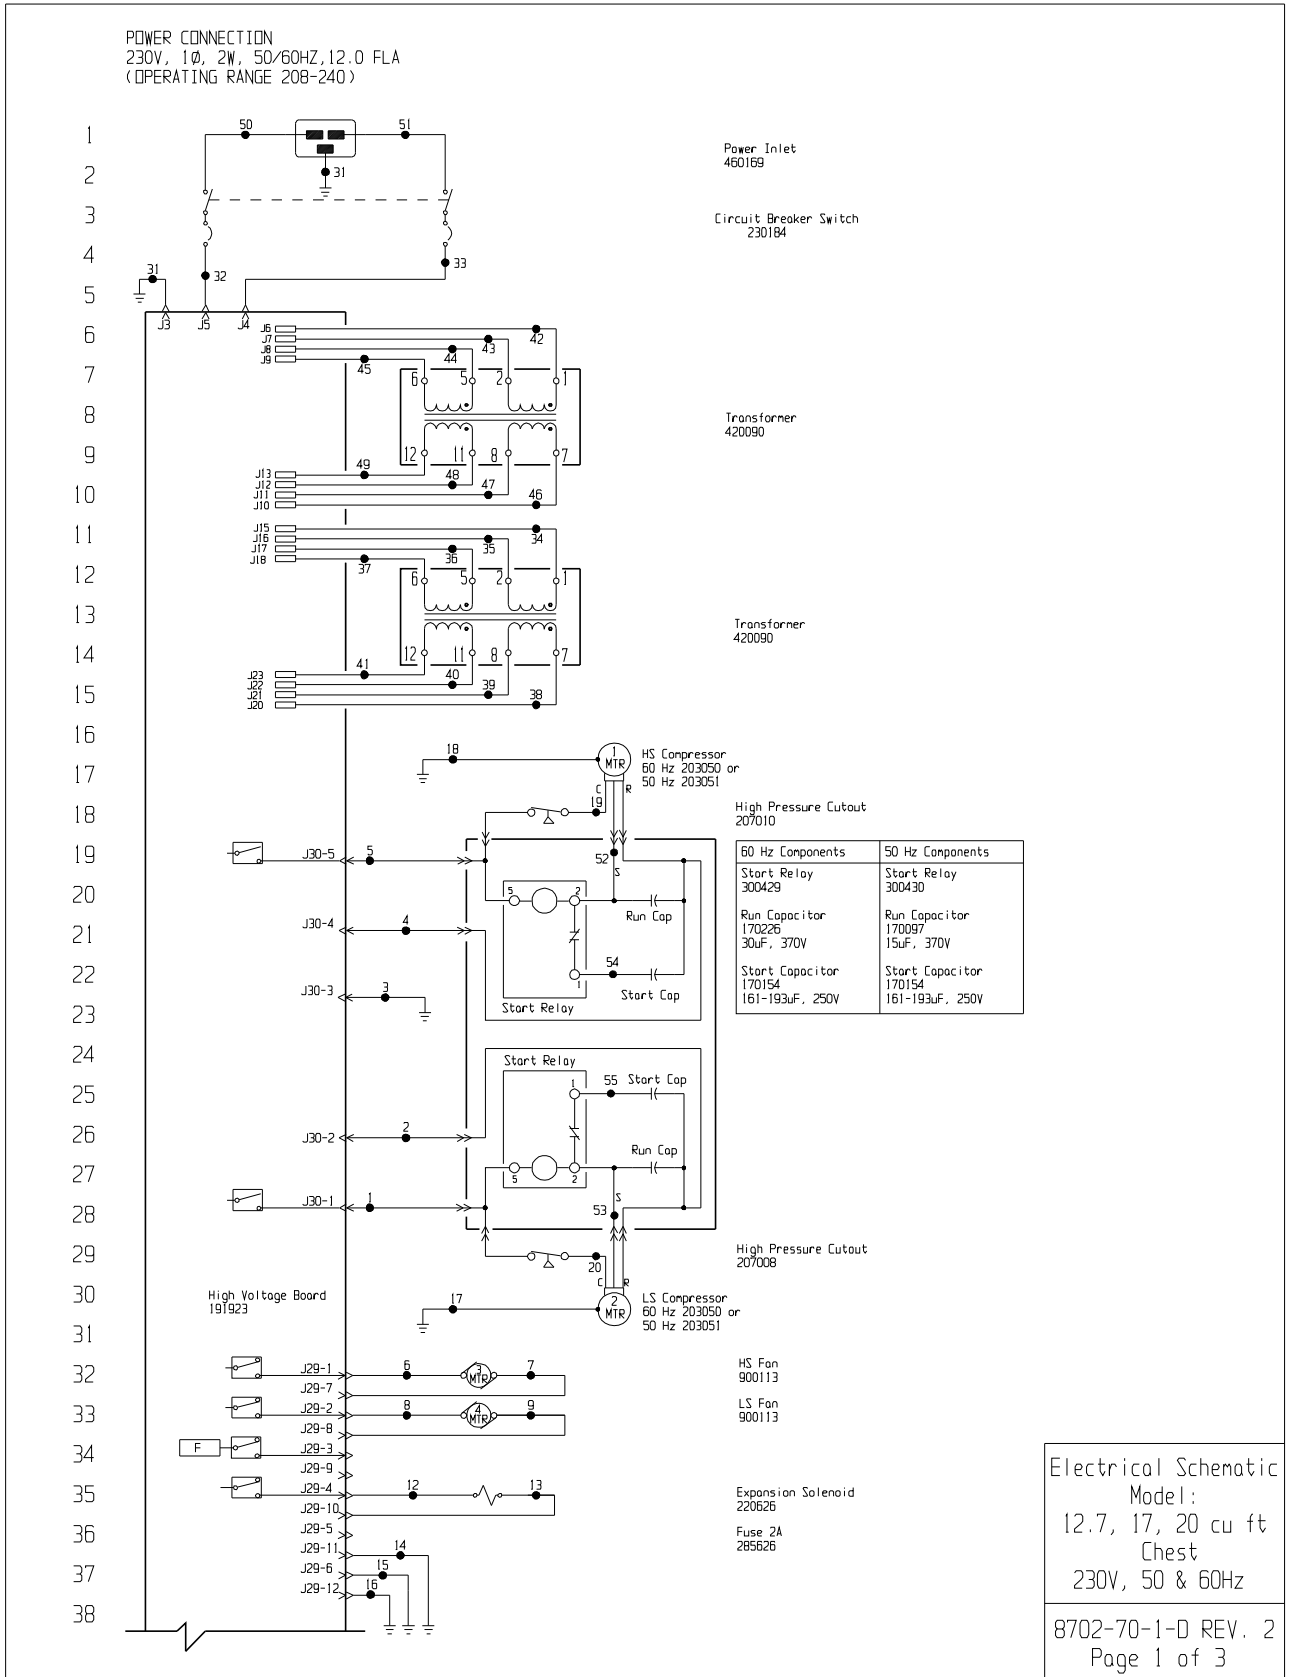 POWER CONNECTION
230V, 1Ø, 2W, 50/60HZ,12.0 FLA
(OPERATING RANGE 208-240)
1
50
51
Power Inlet
460169
2
31
3
Circuit Breaker Switch
230184
4
31
32
33
5
J3
J5
J4
6
J6
J7
J8
J9
42
43
44
45
7
6
5
2
1
8
Transformer
420090
9
12
11
8
7
J13
J12
J11
J10
49
48
47
46
10
11
J15
J16
J17
J18
34
35
36
37
12
6
5
2
1
13
Transformer
420090
14
12
11
8
7
J23
J22
J21
J20
41
40
39
38
15
16
18
1
MTR
HS Compressor
60 Hz 203050 or
50 Hz 203051
17
C
R
19
18
High Pressure Cutout
207010
19
J30-5
5
52
S
60 Hz Components
50 Hz Components
Start Relay
300429
Start Relay
300430
20
5
2
Run Cap
Run Capacitor
170226
30uF, 370V
Run Capacitor
170097
15uF, 370V
21
J30-4
4
22
54
1
Start Cap
Start Capacitor
170154
161-193uF, 250V
Start Capacitor
170154
161-193uF, 250V
J30-3
3
Start Relay
23
24
Start Relay
25
1
55
Start Cap
26
J30-2
2
Run Cap
27
5
2
28
J30-1
1
53
S
29
High Pressure Cutout
207008
20
C
R
30
High Voltage Board
191923
17
2
MTR
LS Compressor
60 Hz 203050 or
50 Hz 203051
31
32
J29-1
6
3
MTR
7
HS Fan
900113
J29-7
33
J29-2
8
4
MTR
9
LS Fan
900113
J29-8
34
F
J29-3
J29-9
35
J29-4
12
13
Expansion Solenoid
220626
J29-10
36
J29-5
Fuse 2A
285626
J29-11
14
37
J29-6
15
J29-12
16
38
Electrical Schematic
Model:
12.7, 17, 20 cu ft
Chest
230V, 50 & 60Hz
8702-70-1-D REV. 2
Page 1 of 3